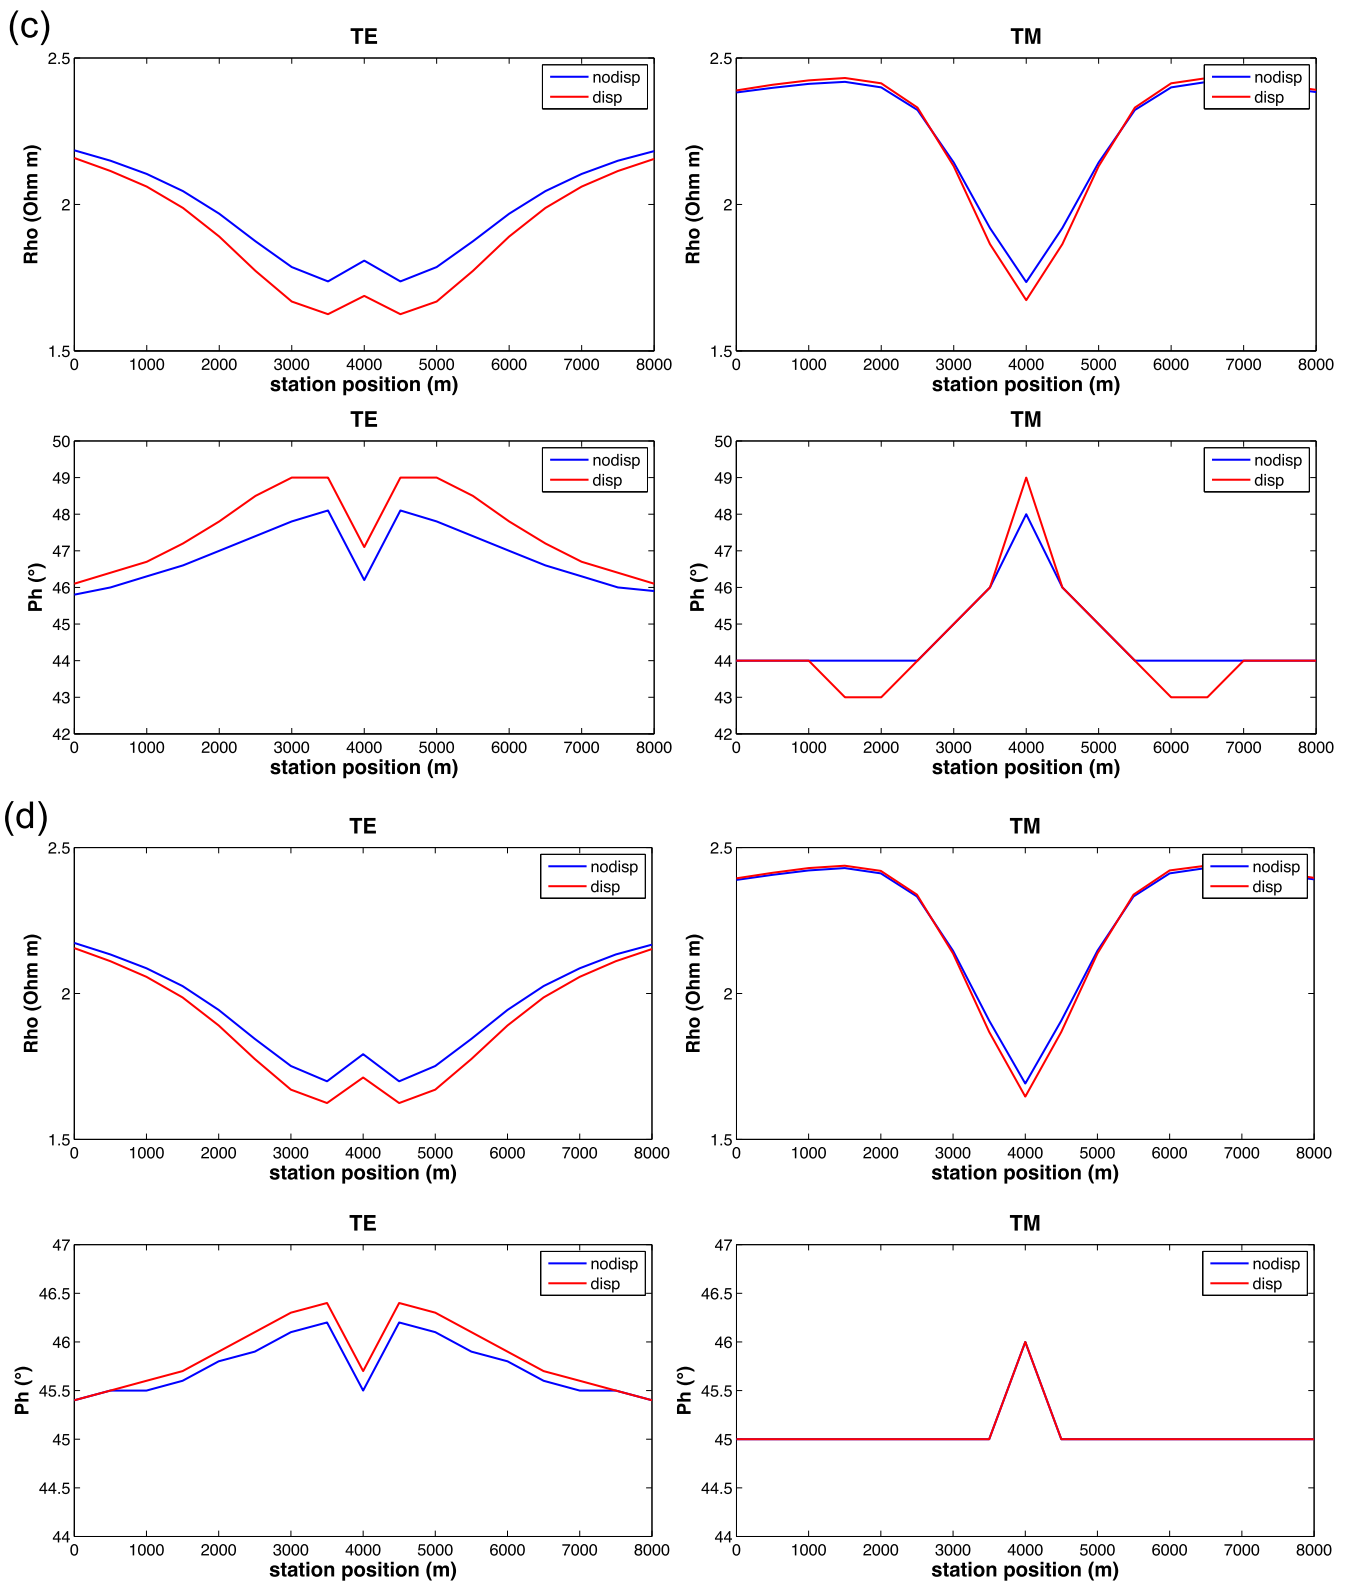 (c)
TE
2.5
2
1.5
Rho (Ohm m)
nodisp
disp
0 1000 2000 3000 4000 5000 6000 7000 8000
station position (m)
TM
2.5
2
1.5
Rho (Ohm m)
nodisp
disp
0 1000 2000 3000 4000 5000 6000 7000 8000
station position (m)
TE
50
49
48
47
46
45
44
43
42
Ph (°)
nodisp
disp
0 1000 2000 3000 4000 5000 6000 7000 8000
station position (m)
TM
50
49
48
47
46
45
44
43
42
Ph (°)
nodisp
disp
0 1000 2000 3000 4000 5000 6000 7000 8000
station position (m)
(d)
TE
2.5
2
1.5
Rho (Ohm m)
nodisp
disp
0 1000 2000 3000 4000 5000 6000 7000 8000
station position (m)
TM
2.5
2
1.5
Rho (Ohm m)
nodisp
disp
0 1000 2000 3000 4000 5000 6000 7000 8000
station position (m)
TE
47
46.5
46
45.5
45
44.5
44
Ph (°)
nodisp
disp
0 1000 2000 3000 4000 5000 6000 7000 8000
station position (m)
TM
47
46.5
46
45.5
45
44.5
44
Ph (°)
nodisp
disp
0 1000 2000 3000 4000 5000 6000 7000 8000
station position (m)